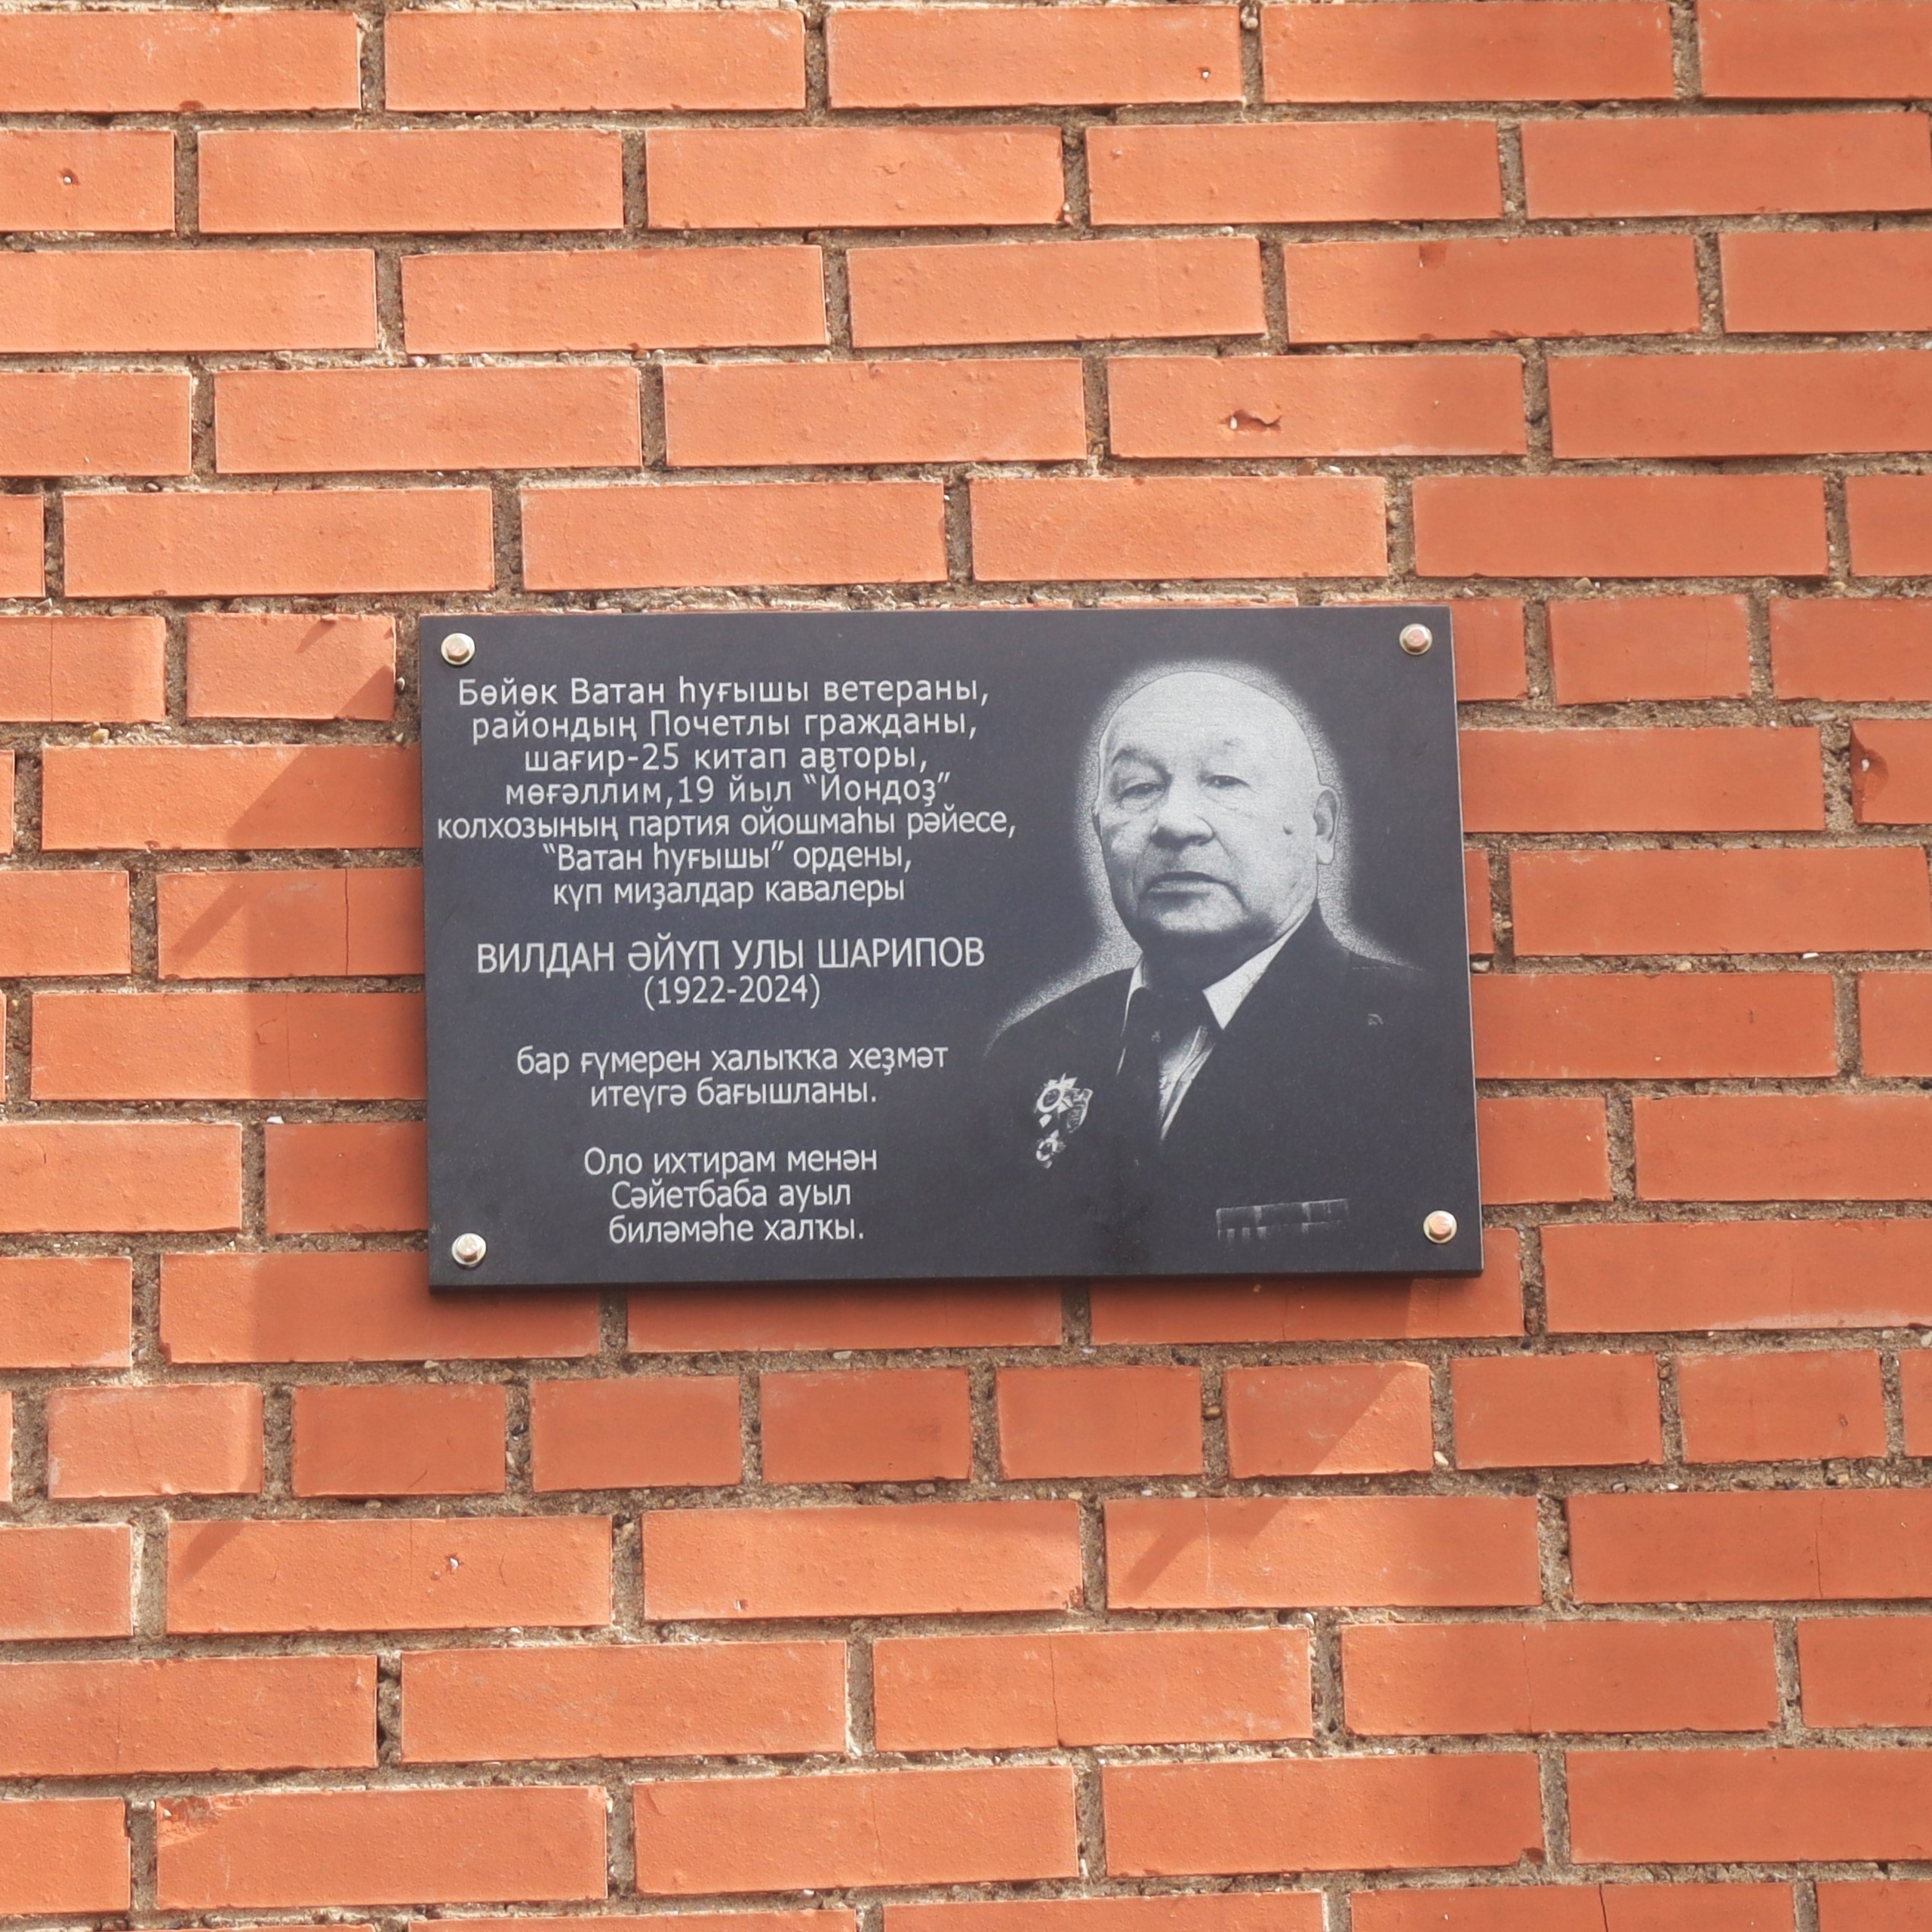 Бөйөк Ватан һуғышы ветераны,
райондың Почетлы гражданы,
шағир-25 китап авторы,
мөғәллим,19 йыл “Йондоҙ”
колхозының партия ойошмаһы рәйесе,
“Ватан һуғышы” ордены,
күп миҙалдар кавалеры
ВИЛДАН ӘЙҮП УЛЫ ШАРИПОВ
(1922-2024)
бар ғүмерен халыҡҡа хеҙмәт
итеүгә бағышланы.
Оло ихтирам менән
Сәйетбаба ауыл
биләмәһе халҡы.